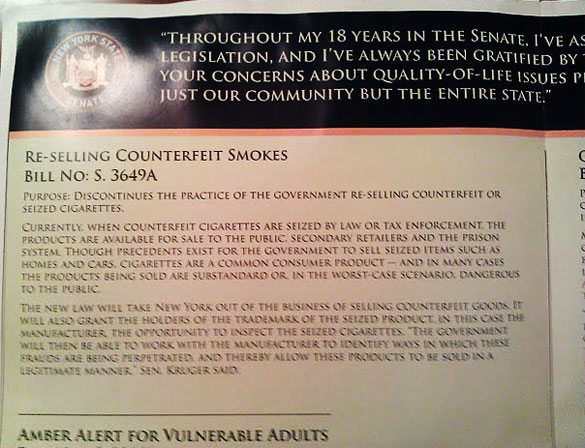 NEW YORK STATE
SENATE
“THROUGHOUT MY 18 YEARS IN THE SENATE, I’VE AS
LEGISLATION, AND I’VE ALWAYS BEEN GRATIFIED BY
YOUR CONCERNS ABOUT QUALITY-OF-LIFE ISSUES
JUST OUR COMMUNITY BUT THE ENTIRE STATE.”
RE-SELLING COUNTERFEIT SMOKES
BILL NO: S. 3649A
PURPOSE: DISCONTINUES THE PRACTICE OF THE GOVERNMENT RE-SELLING COUNTERFEIT OR
SEIZED CIGARETTES.
CURRENTLY, WHEN COUNTERFEIT CIGARETTES ARE SEIZED BY LAW OR TAX ENFORCEMENT, THE
PRODUCTS ARE AVAILABLE FOR SALE TO THE PUBLIC, SECONDARY RETAILERS AND THE PRISON
SYSTEM. THOUGH PRECEDENTS EXIST FOR THE GOVERNMENT TO SELL SEIZED ITEMS SUCH AS
HOMES AND CARS, CIGARETTES ARE A COMMON CONSUMER PRODUCT — AND IN MANY CASES
THE PRODUCTS BEING SOLD ARE SUBSTANDARD OR, IN THE WORST-CASE SCENARIO, DANGEROUS
TO THE PUBLIC.
THE NEW LAW WILL TAKE NEW YORK OUT OF THE BUSINESS OF SELLING COUNTERFEIT GOODS. IT
WILL ALSO GRANT THE HOLDERS OF THE TRADEMARK OF THE SEIZED PRODUCT, IN THIS CASE THE
MANUFACTURER, THE OPPORTUNITY TO INSPECT THE SEIZED CIGARETTES. “THE GOVERNMENT
WILL THEN BE ABLE TO WORK WITH THE MANUFACTURER TO IDENTIFY WAYS IN WHICH THESE
FRAUDS ARE BEING PERPETRATED, AND THEREBY ALLOW THESE PRODUCTS TO BE SOLD IN A
LEGITIMATE MANNER,” SEN. KRUGER SAID.
AMBER ALERT FOR VULNERABLE ADULTS